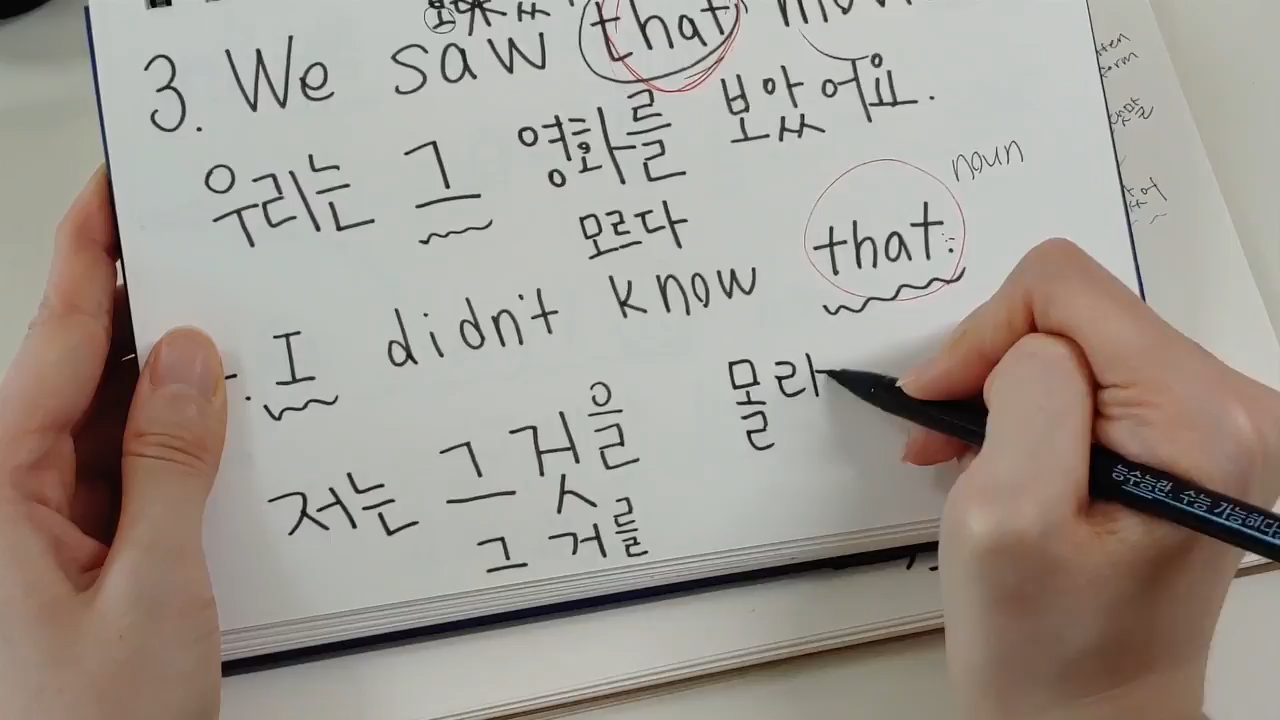 3. We saw that
우리는 그 영화를 보았어요.
noun
모르다
I didn't know that.
저는 그것을 몰라
그거를